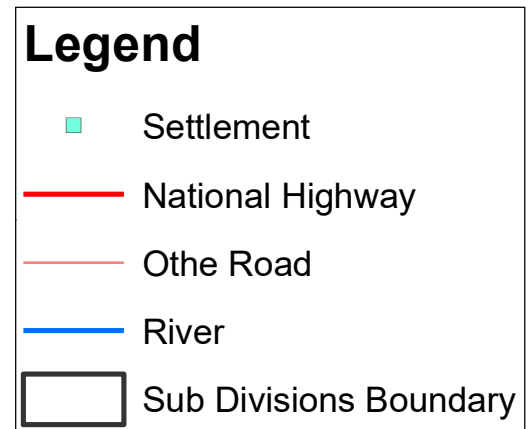 Legend
Settlement
National Highway
Othe Road
River
Sub Divisions Boundary